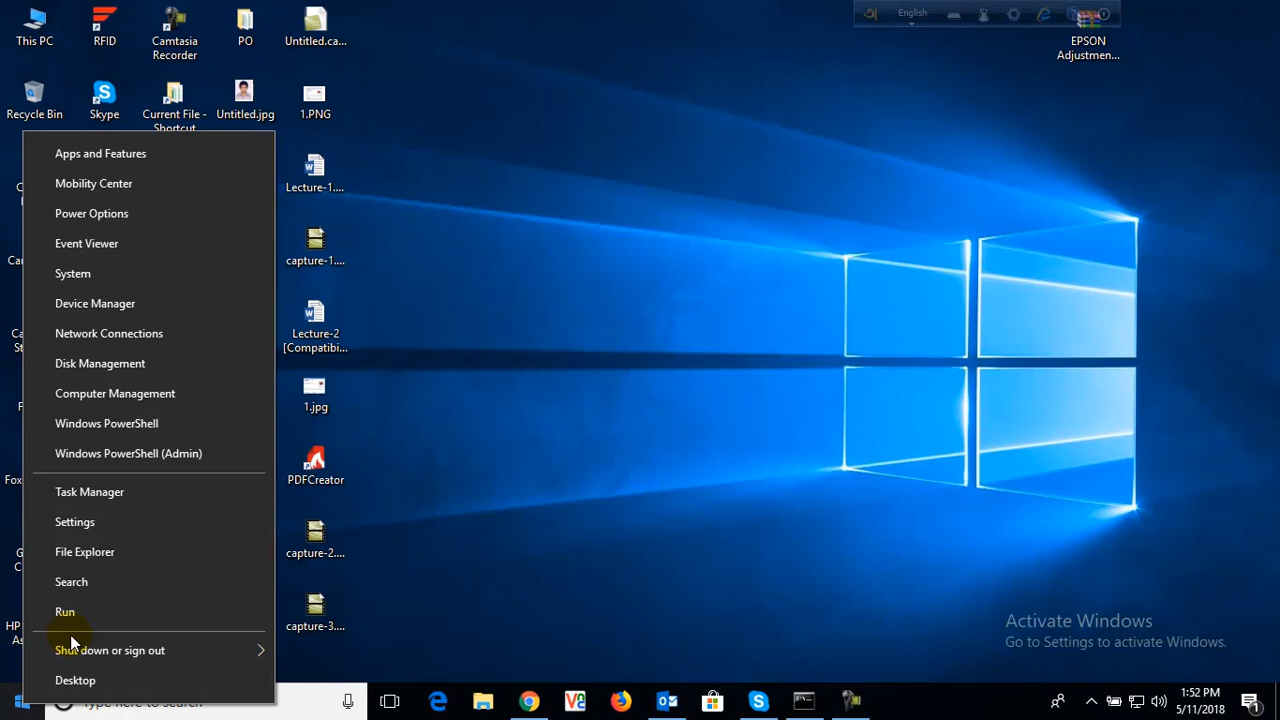 This PC
RFID
Camtasia
Recorder
PO
Untitled.ca...
English
EPSON
Adjustmen...
Recycle Bin
Skype
Current File -
Shortcut
Untitled.jpg
1.PNG
Lecture-1....
capture-1....
Lecture-2
[Compatibi...
1.jpg
PDFCreator
capture-2....
capture-3....
Apps and Features
Mobility Center
Power Options
Event Viewer
System
Device Manager
Network Connections
Disk Management
Computer Management
Windows PowerShell
Windows PowerShell (Admin)
Task Manager
Settings
File Explorer
Search
Run
Shut down or sign out
Desktop
HP
Activate Windows
Go to Settings to activate Windows.
Type here to search
1:52 PM
5/11/2018